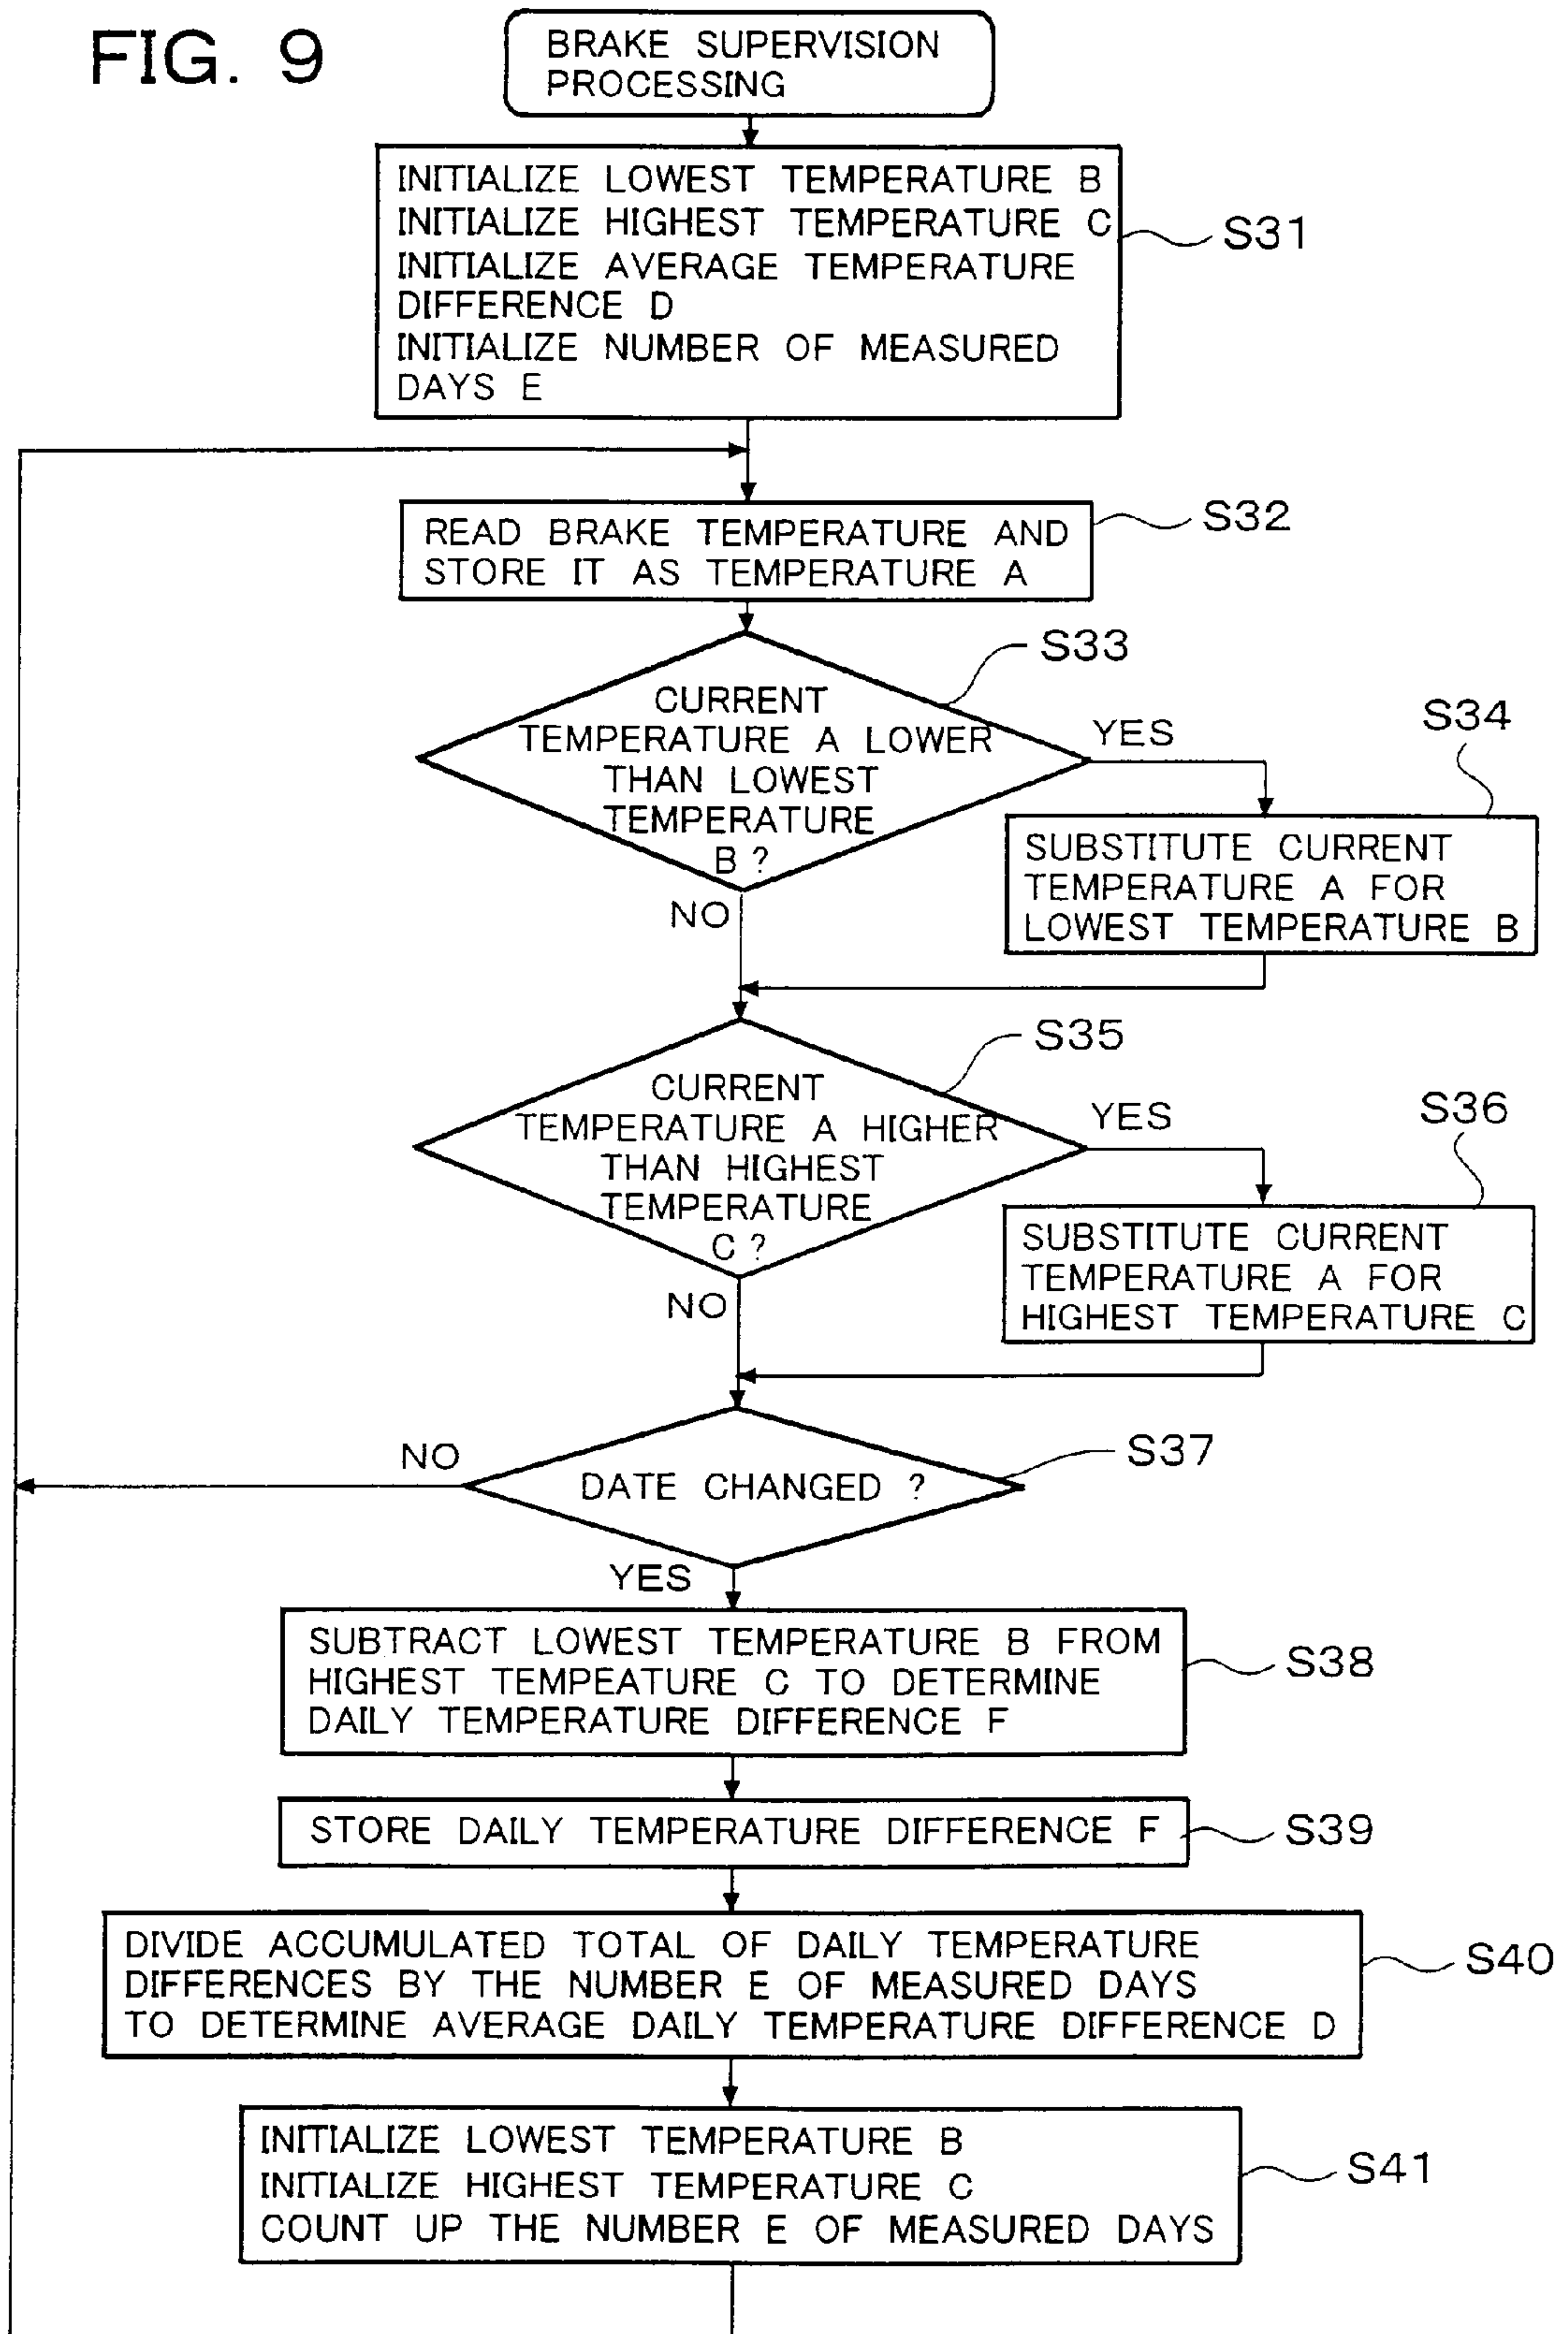 FIG. 9
BRAKE SUPERVISION
PROCESSING
INITIALIZE LOWEST TEMPERATURE B
INITIALIZE HIGHEST TEMPERATURE C
INITIALIZE AVERAGE TEMPERATURE
DIFFERENCE D
INITIALIZE NUMBER OF MEASURED
DAYS E
S31
READ BRAKE TEMPERATURE AND
STORE IT AS TEMPERATURE A
S32
S33
CURRENT
TEMPERATURE A LOWER
THAN LOWEST
TEMPERATURE
B ?
YES
NO
S34
SUBSTITUTE CURRENT
TEMPERATURE A FOR
LOWEST TEMPERATURE B
S35
CURRENT
TEMPERATURE A HIGHER
THAN HIGHEST
TEMPERATURE
C ?
YES
NO
S36
SUBSTITUTE CURRENT
TEMPERATURE A FOR
HIGHEST TEMPERATURE C
NO
S37
DATE CHANGED ?
YES
SUBTRACT LOWEST TEMPERATURE B FROM
HIGHEST TEMPEATURE C TO DETERMINE
DAILY TEMPERATURE DIFFERENCE F
S38
STORE DAILY TEMPERATURE DIFFERENCE F
S39
DIVIDE ACCUMULATED TOTAL OF DAILY TEMPERATURE
DIFFERENCES BY THE NUMBER E OF MEASURED DAYS
TO DETERMINE AVERAGE DAILY TEMPERATURE DIFFERENCE D
S40
INITIALIZE LOWEST TEMPERATURE B
INITIALIZE HIGHEST TEMPERATURE C
COUNT UP THE NUMBER E OF MEASURED DAYS
S41